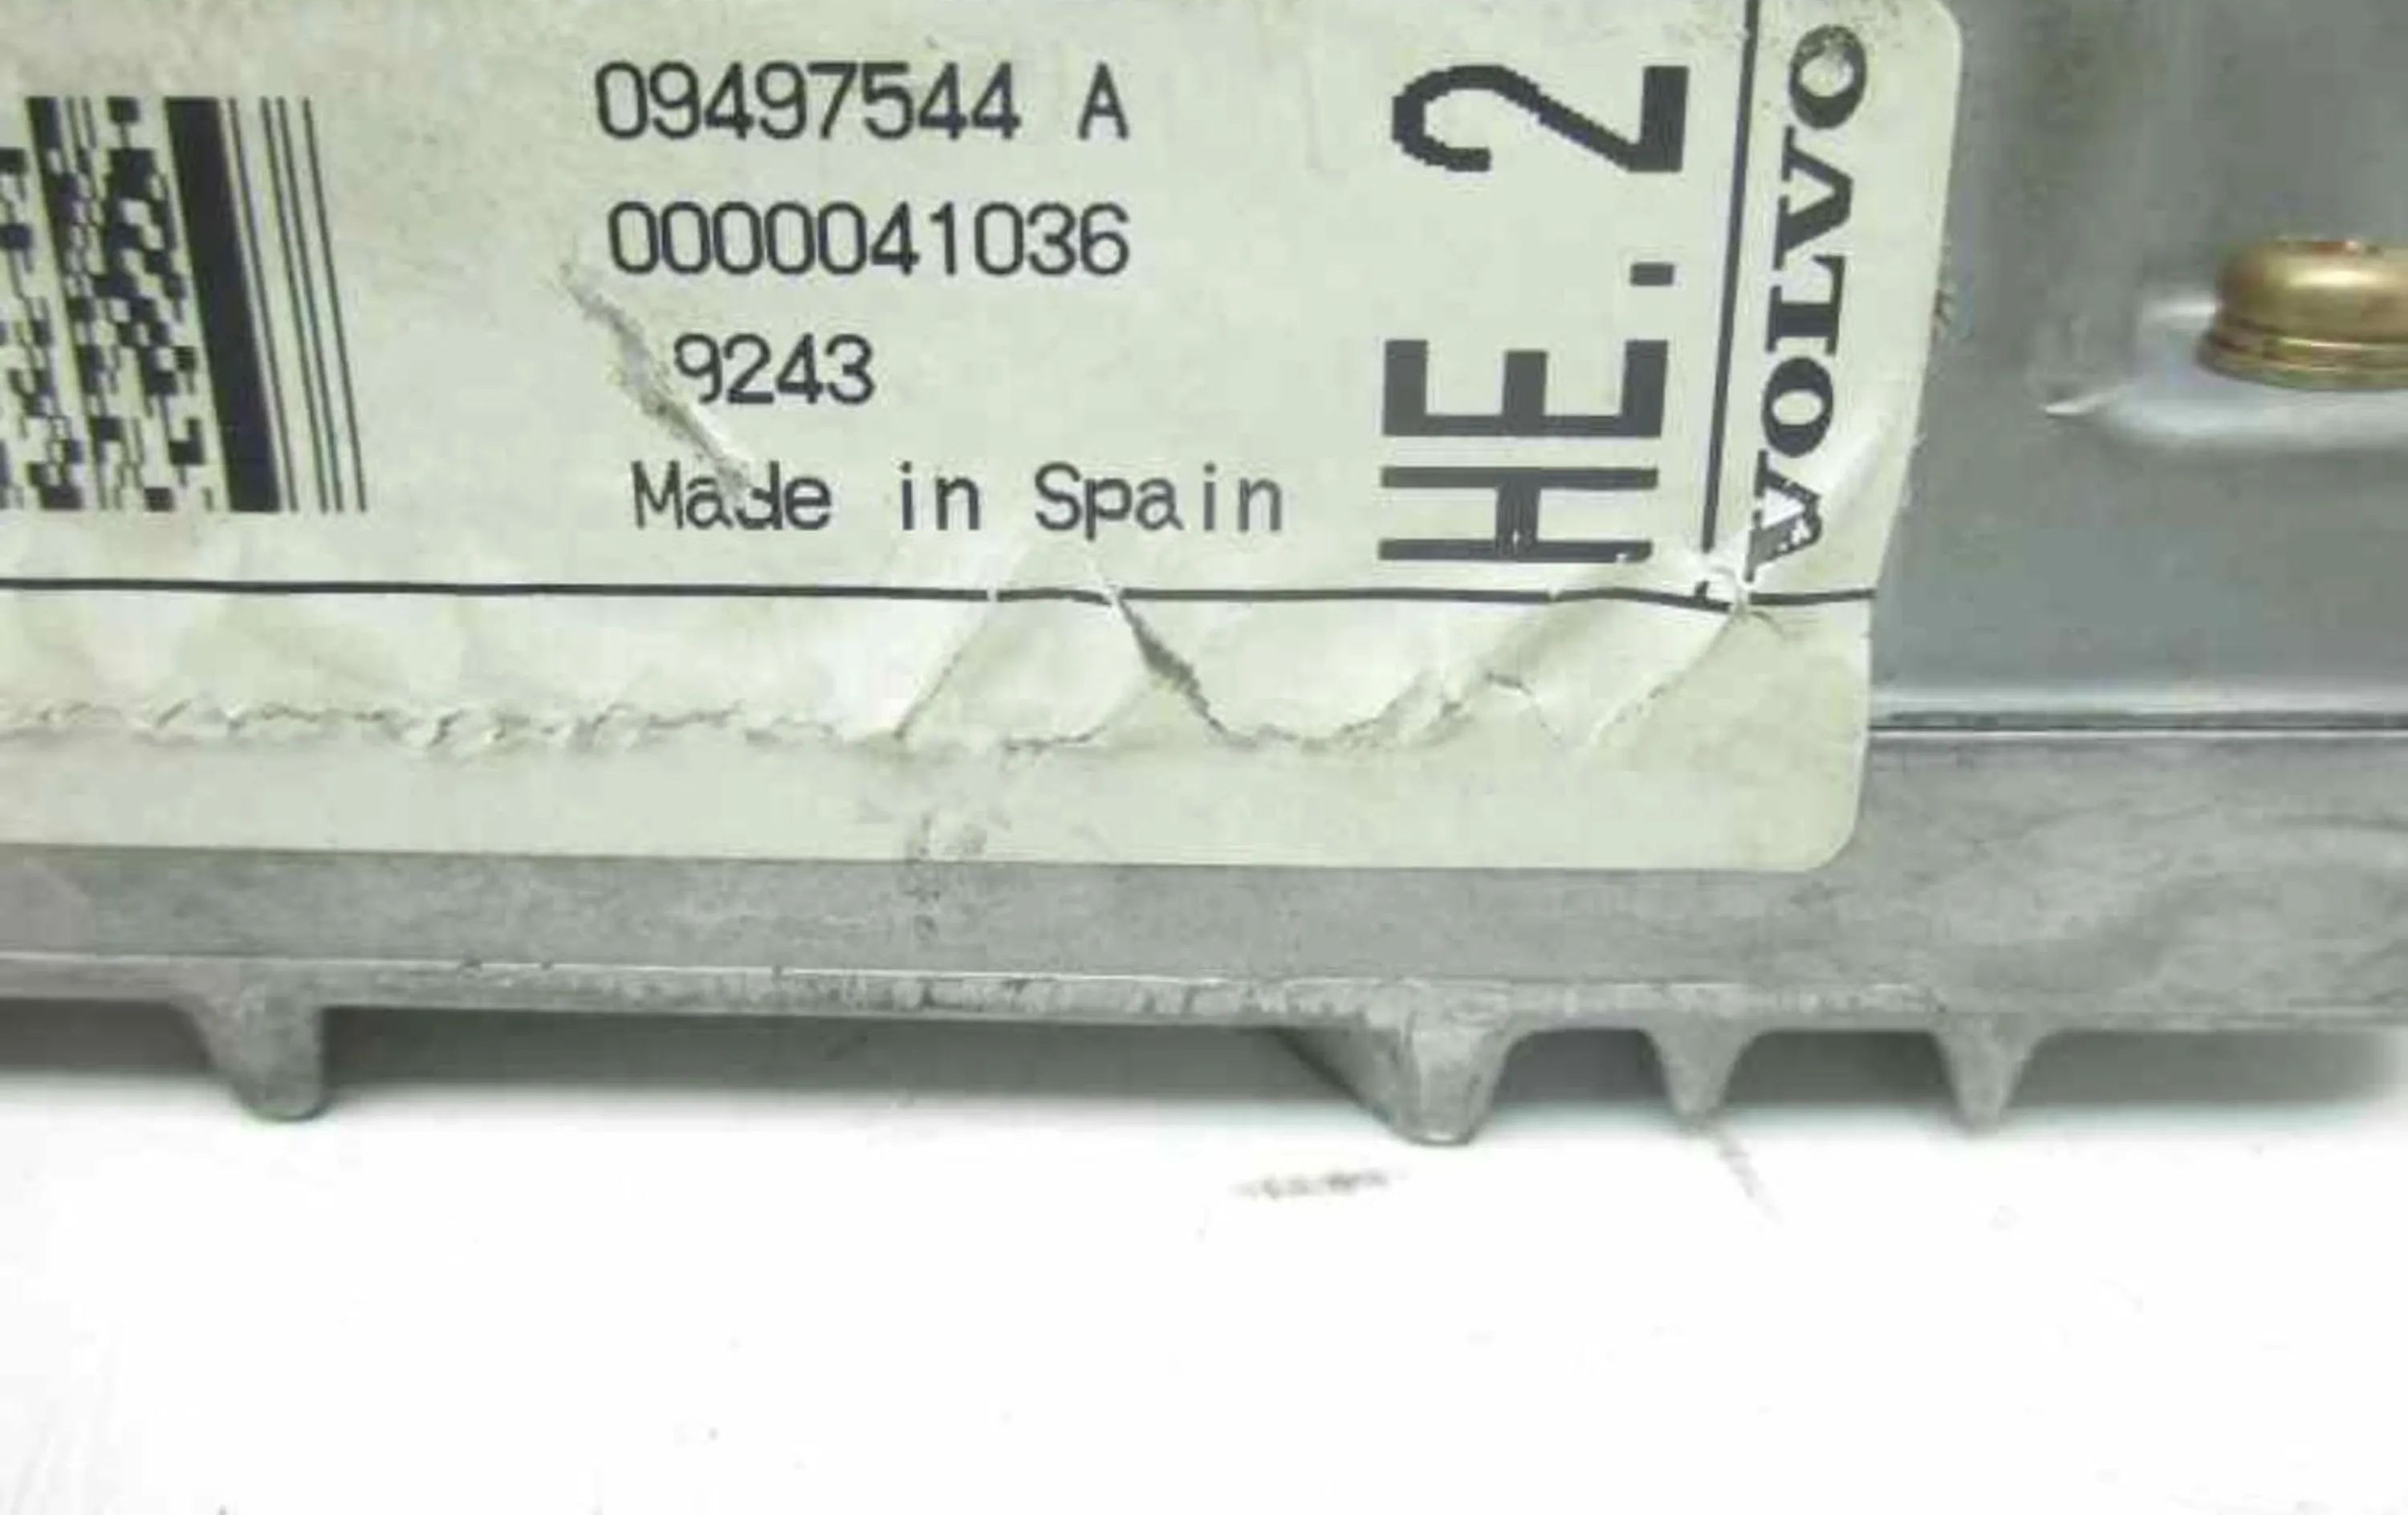 09497544 A
0000041036
9243
Made in Spain
HE.2
VOLVO